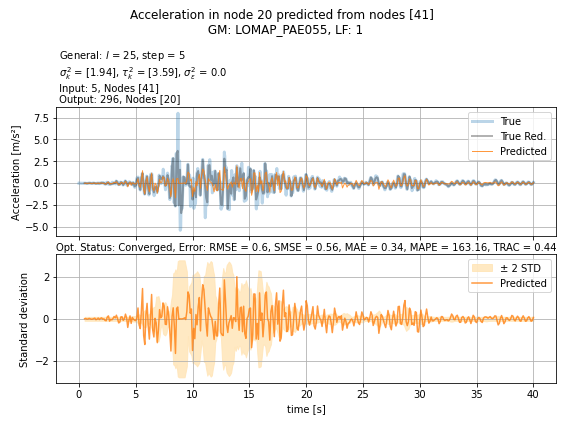 Acceleration in node 20 predicted from nodes [41]
GM: LOMAP_PAE055, LF: 1
General: l = 25, step = 5
σ²ₖ = [1.94], τ²ₖ = [3.59], σ²ε = 0.0
Input: 5, Nodes [41]
Output: 296, Nodes [20]
Acceleration [m/s²]
7.5
5.0
2.5
0.0
−2.5
−5.0
True
True Red.
Predicted
Opt. Status: Converged, Error: RMSE = 0.6, SMSE = 0.56, MAE = 0.34, MAPE = 163.16, TRAC = 0.44
Standard deviation
2
0
−2
± 2 STD
Predicted
0 5 10 15 20 25 30 35 40
time [s]